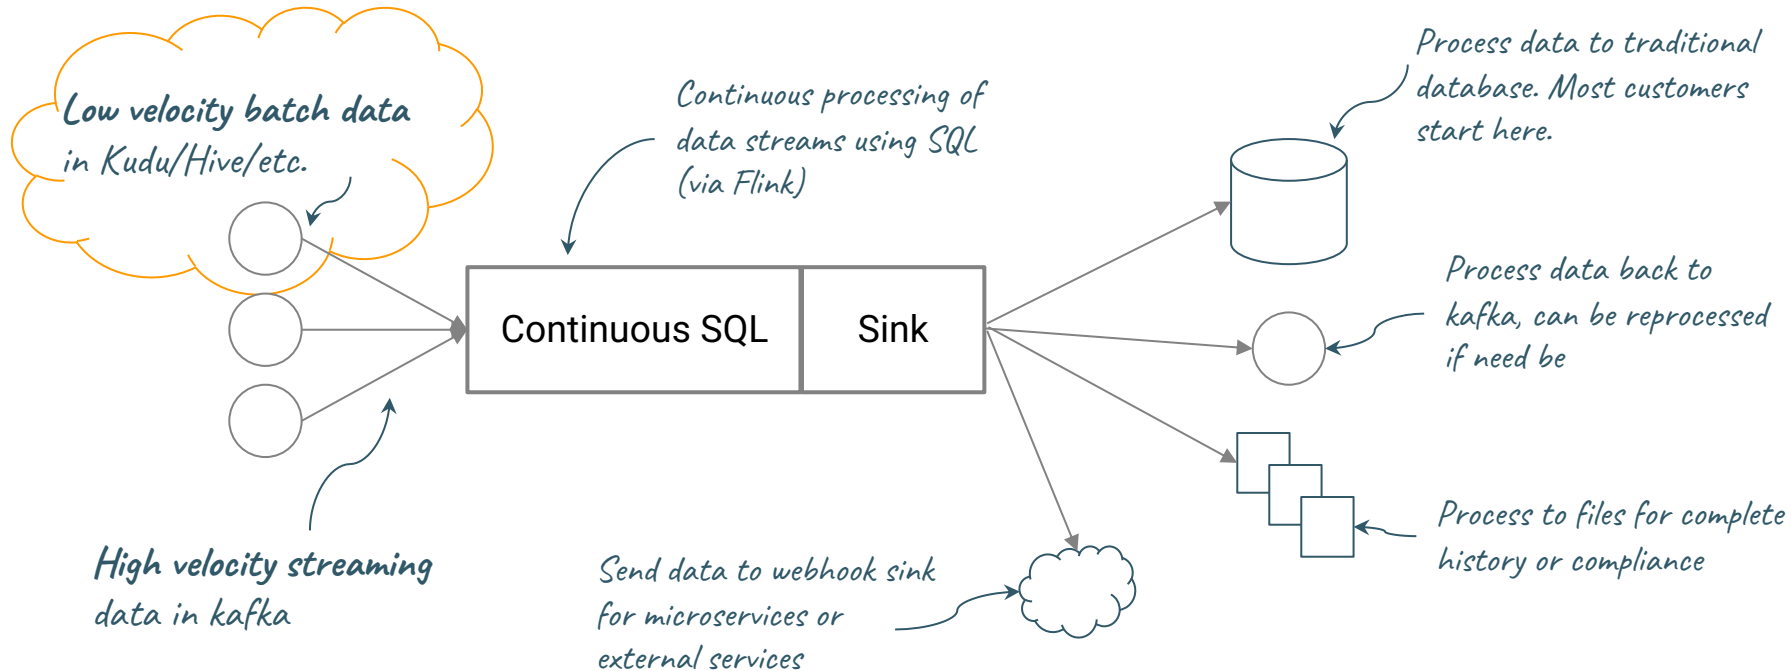 Low velocity batch data
in Kudu/Hive/etc.
Continuous processing of
data streams using SQL
(via Flink)
Process data to traditional
database. Most customers
start here.
Continuous SQL
Sink
Process data back to
kafka, can be reprocessed
if need be
High velocity streaming
data in kafka
Send data to webhook sink
for microservices or
external services
Process to files for complete
history or compliance